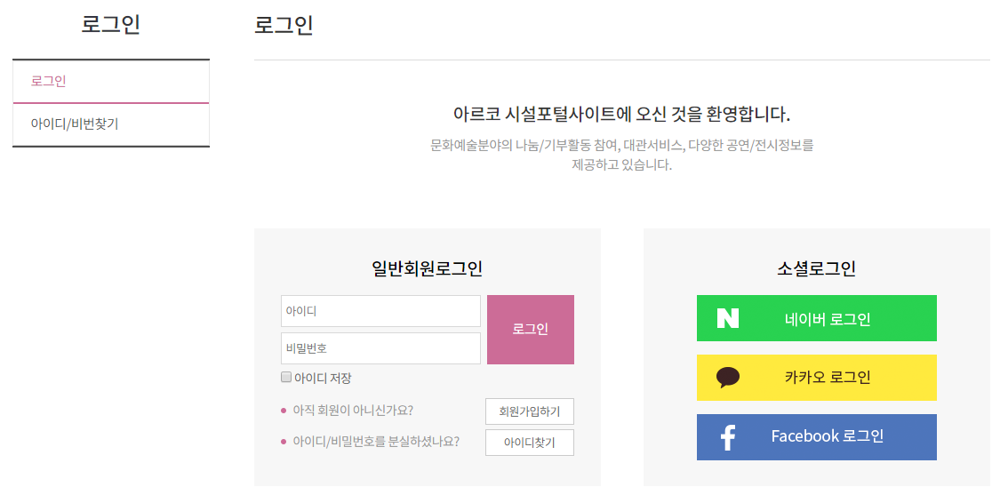 로그인
로그인
아이디/비번찾기
로그인
아르코 시설포털사이트에 오신 것을 환영합니다.
문화예술분야의 나눔/기부활동 참여, 대관서비스, 다양한 공연/전시정보를
제공하고 있습니다.
일반회원로그인
아이디
비밀번호
로그인
아이디 저장
아직 회원이 아니신가요?
회원가입하기
아이디/비밀번호를 분실하셨나요?
아이디찾기
소셜로그인
네이버 로그인
카카오 로그인
Facebook 로그인